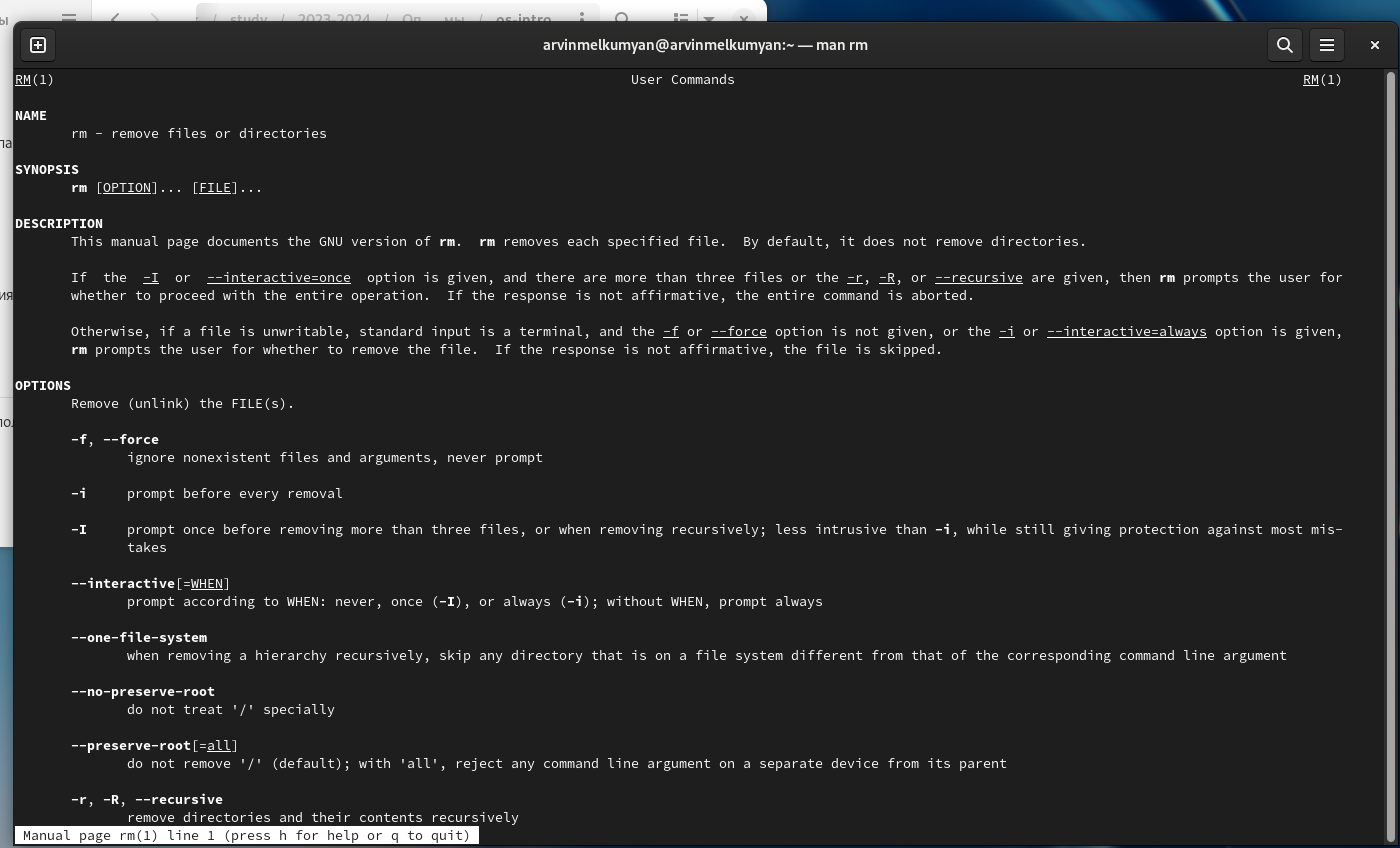 study / 2023-2024 / Оп мы / os-intro
arvinmelkumyan@arvinmelkumyan:~ — man rm
RM(1) User Commands RM(1)
NAME
rm - remove files or directories
SYNOPSIS
rm [OPTION]... [FILE]...
DESCRIPTION
This manual page documents the GNU version of rm.  rm removes each specified file.  By default, it does not remove directories.
If  the  -I  or  --interactive=once  option is given, and there are more than three files or the -r, -R, or --recursive are given, then rm prompts the user for
whether to proceed with the entire operation.  If the response is not affirmative, the entire command is aborted.
Otherwise, if a file is unwritable, standard input is a terminal, and the -f or --force option is not given, or the -i or --interactive=always option is given,
rm prompts the user for whether to remove the file.  If the response is not affirmative, the file is skipped.
OPTIONS
Remove (unlink) the FILE(s).
-f, --force
ignore nonexistent files and arguments, never prompt
-i prompt before every removal
-I prompt once before removing more than three files, or when removing recursively; less intrusive than -i, while still giving protection against most mis-
takes
--interactive[=WHEN]
prompt according to WHEN: never, once (-I), or always (-i); without WHEN, prompt always
--one-file-system
when removing a hierarchy recursively, skip any directory that is on a file system different from that of the corresponding command line argument
--no-preserve-root
do not treat '/' specially
--preserve-root[=all]
do not remove '/' (default); with 'all', reject any command line argument on a separate device from its parent
-r, -R, --recursive
remove directories and their contents recursively
Manual page rm(1) line 1 (press h for help or q to quit)